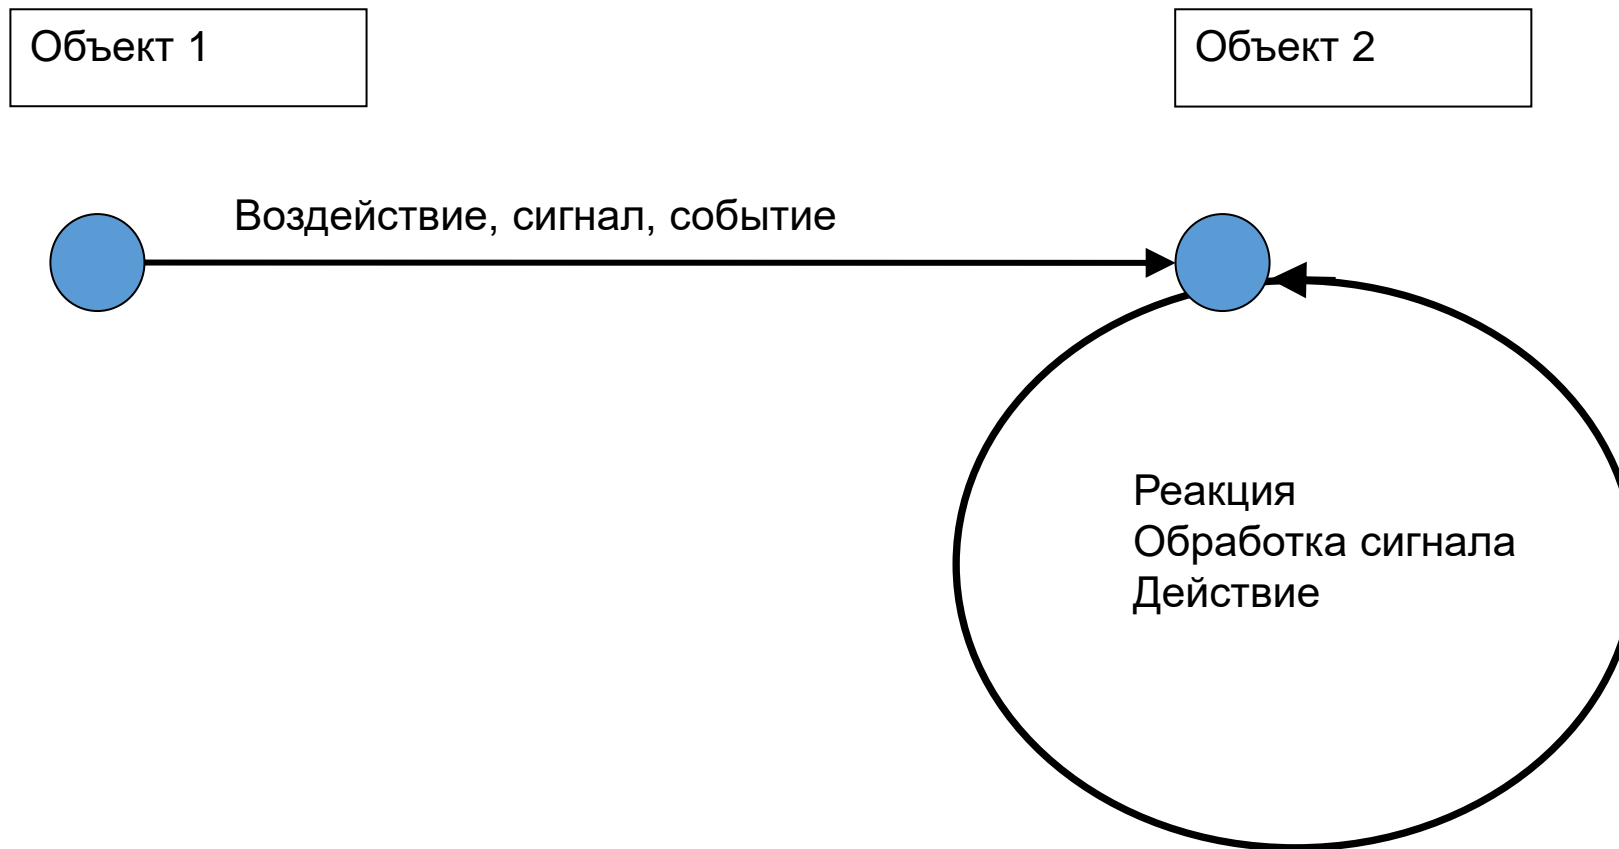 Объект 1
Объект 2
Воздействие, сигнал, событие
Реакция
Обработка сигнала
Действие